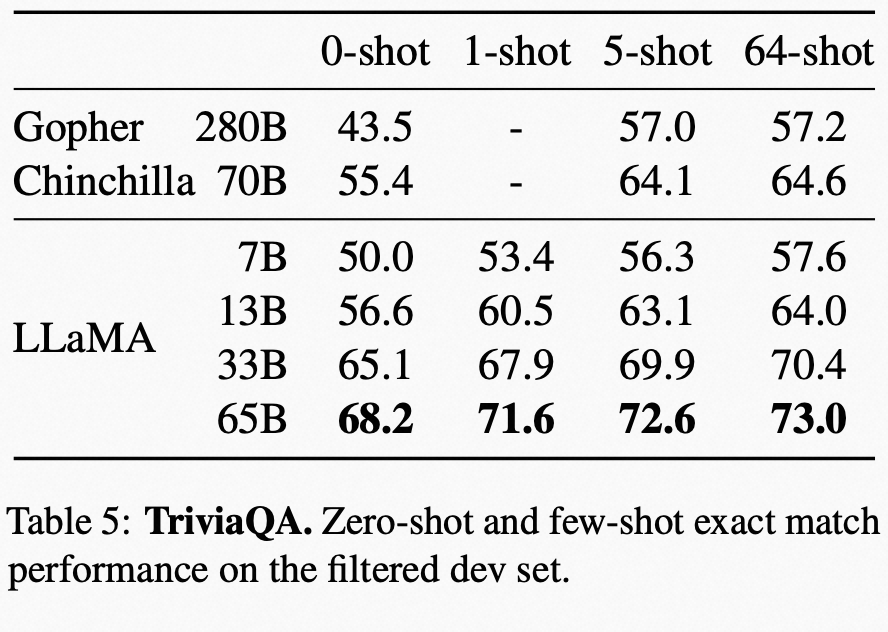 0-shot 1-shot 5-shot 64-shot
Gopher 280B 43.5 - 57.0 57.2
Chinchilla 70B 55.4 - 64.1 64.6
7B 50.0 53.4 56.3 57.6
13B 56.6 60.5 63.1 64.0
LLaMA
33B 65.1 67.9 69.9 70.4
65B 68.2 71.6 72.6 73.0
Table 5: TriviaQA. Zero-shot and few-shot exact match
performance on the filtered dev set.